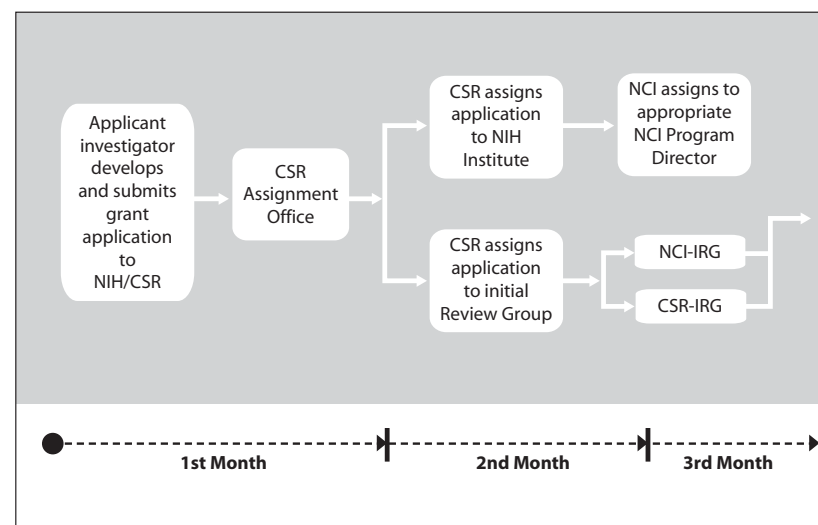 Applicant
investigator
develops
and submits
grant
application
to
NIH/CSR
CSR
Assignment
Office
CSR assigns
application
to NIH
Institute
NCI assigns to
appropriate
NCI Program
Director
CSR assigns
application
to initial
Review Group
NCI-IRG
CSR-IRG
1st Month
2nd Month
3rd Month